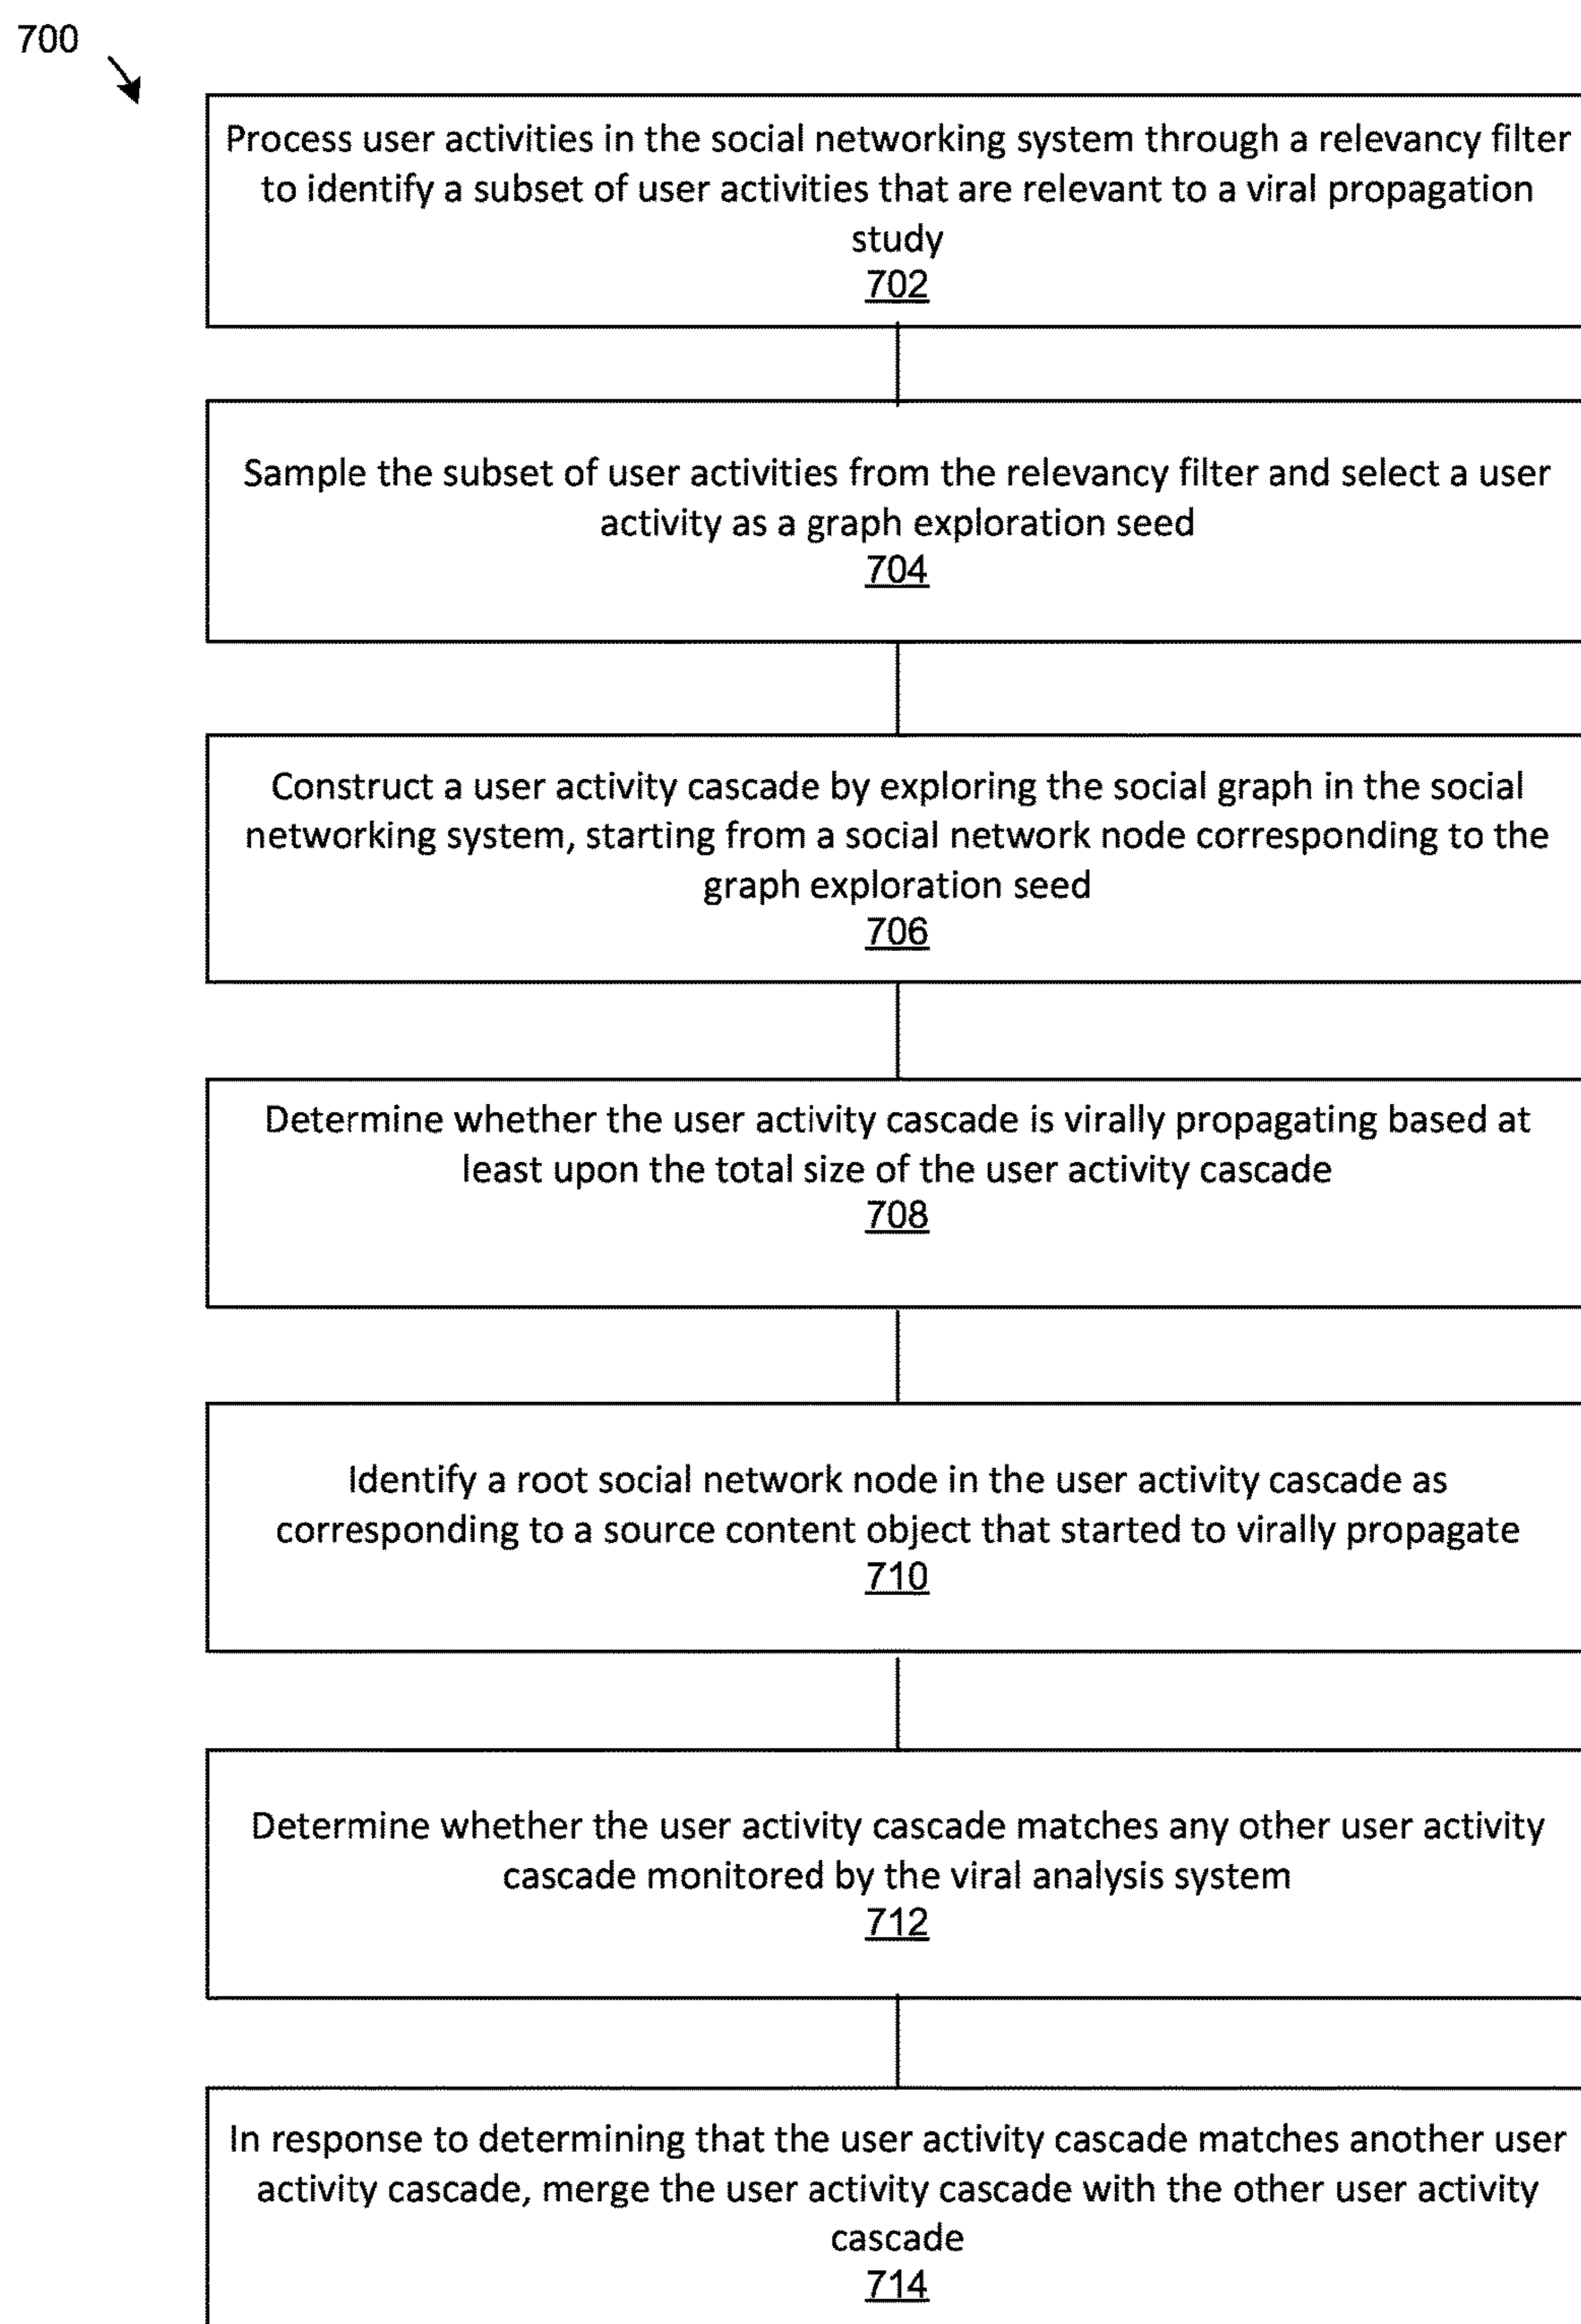 700
Process user activities in the social networking system through a relevancy filter
to identify a subset of user activities that are relevant to a viral propagation
study
702
Sample the subset of user activities from the relevancy filter and select a user
activity as a graph exploration seed
704
Construct a user activity cascade by exploring the social graph in the social
networking system, starting from a social network node corresponding to the
graph exploration seed
706
Determine whether the user activity cascade is virally propagating based at
least upon the total size of the user activity cascade
708
Identify a root social network node in the user activity cascade as
corresponding to a source content object that started to virally propagate
710
Determine whether the user activity cascade matches any other user activity
cascade monitored by the viral analysis system
712
In response to determining that the user activity cascade matches another user
activity cascade, merge the user activity cascade with the other user activity
cascade
714